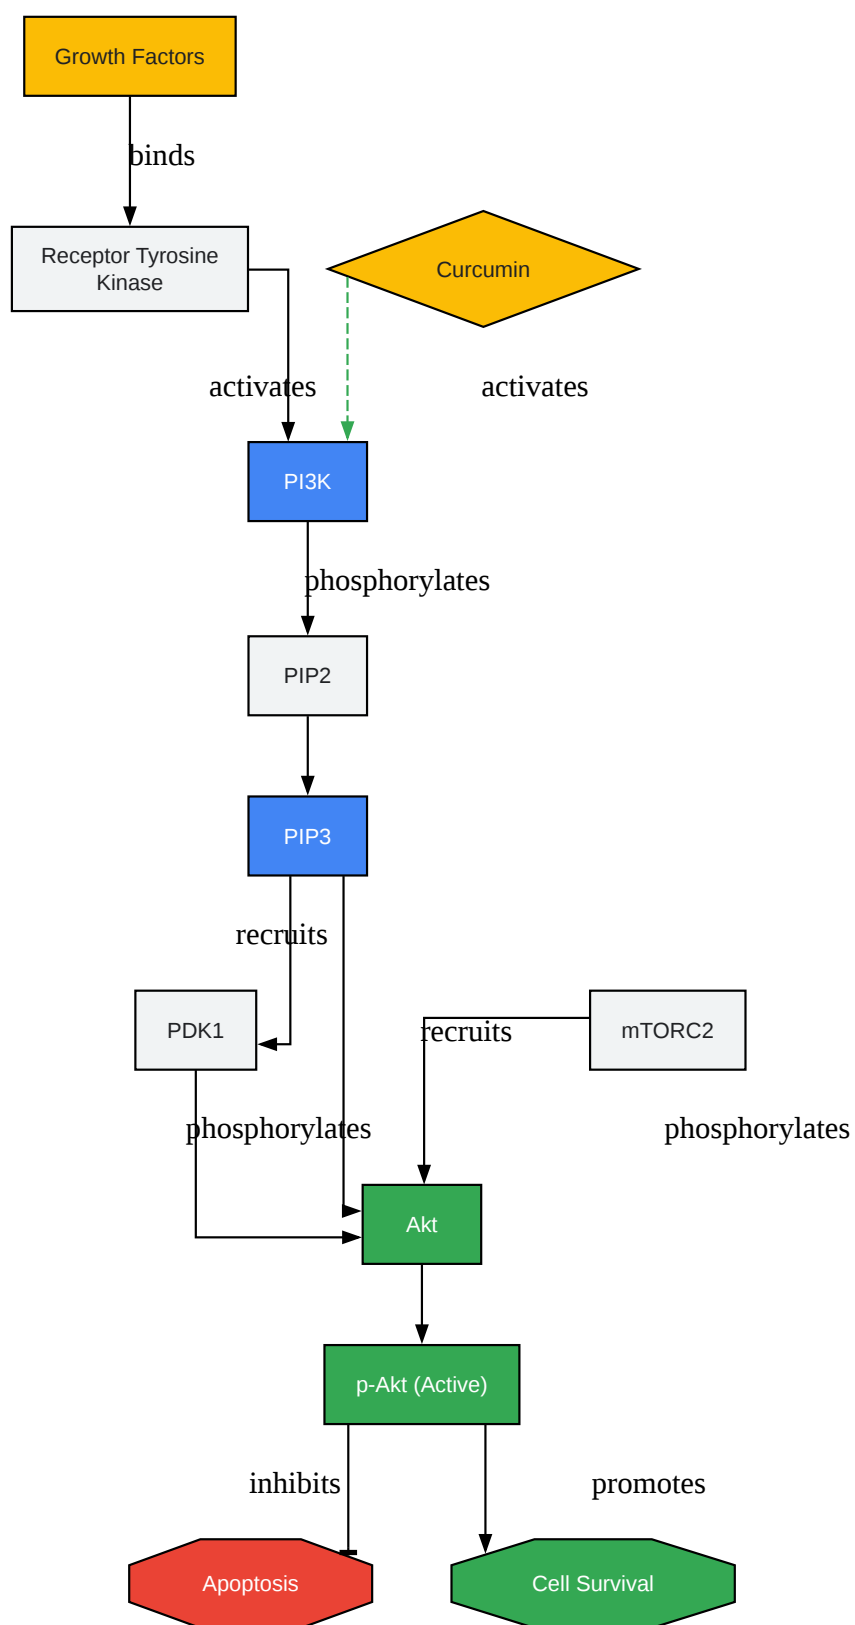 Growth Factors
binds
Receptor Tyrosine
Kinase
Curcumin
activates
activates
PI3K
phosphorylates
PIP2
PIP3
recruits
PDK1
recruits
mTORC2
phosphorylates
phosphorylates
Akt
p-Akt (Active)
inhibits
promotes
Apoptosis
Cell Survival